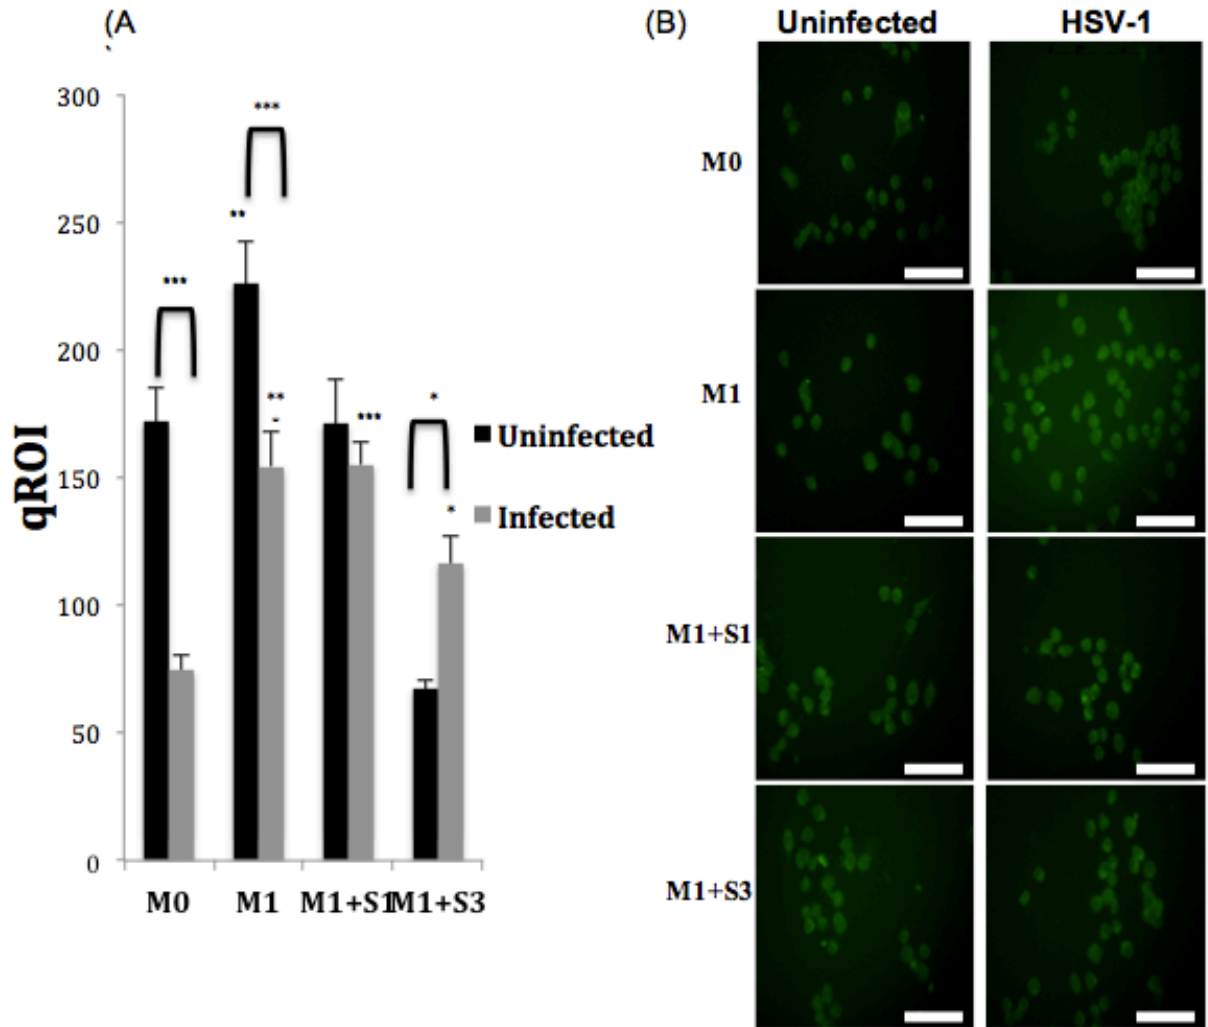 (A
(B)
Uninfected
HSV-1
300
250
200
150
100
50
0
qROI
***
***
**
**
-
***
*
*
Uninfected
Infected
M0
M1
M1+S1
M1+S3
M0
M1
M1+S1
M1+S3